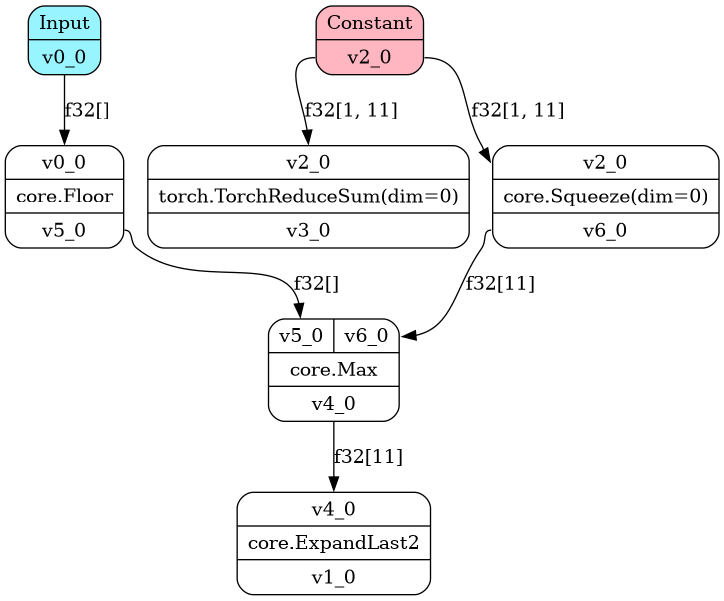 Input
v0_0
Constant
v2_0
f32[]
f32[1, 11]
f32[1, 11]
v0_0
core.Floor
v5_0
v2_0
torch.TorchReduceSum(dim=0)
v3_0
v2_0
core.Squeeze(dim=0)
v6_0
f32[]
f32[11]
v5_0 v6_0
core.Max
v4_0
f32[11]
v4_0
core.ExpandLast2
v1_0